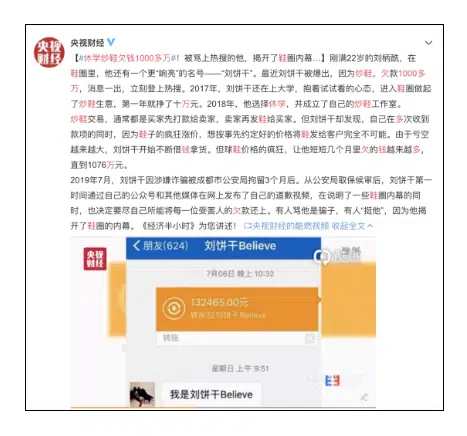 央视财经
央视财经
【#休学炒鞋欠钱1000多万#！被骂上热搜的他，揭开了鞋圈内幕...】刚满22岁的刘柄酷，在
鞋圈里，他还有一个更“响亮”的名号——“刘饼干”。最近刘饼干被爆出，因为炒鞋，欠款1000多
万，消息一出，立刻登上热搜。2017年，刘饼干还在上大学，抱着试试看的心态，进入鞋圈做起
了炒鞋生意，第一年就挣了十万元。2018年，他选择休学，并成立了自己的炒鞋工作室。
炒鞋交易，通常都是买家先打款给卖家，卖家再发鞋给买家。但刘饼干却发现，自己在多次收到
款项的同时，因为鞋子的疯狂涨价，想按事先约定好的价格将鞋发给客户完全不可能。由于亏空
越来越大，刘饼干开始不断借钱拿货。但球鞋价格的疯狂，让他短短几个月里欠的钱越来越多，
直到1076万元。
2019年7月，刘饼干因涉嫌诈骗被成都市公安局拘留3个月后。从公安局取保候审后，刘饼干第一
时间通过自己的公众号和其他媒体在网上发布了自己的道歉视频，在说明了一些鞋圈内幕的同
时，也决定要尽自己所能将每一位受害人的欠款还上。有人骂他是骗子，有人“挺他”，因为他揭
开了鞋圈的内幕。《经济半小时》为您讲述！央视财经的酷燃视频 收起全文
央视
财经
朋友(624) 刘饼干Believe
7月06日 晚上 10:32
132465.00元
转账给刘饼干Believe
转账
星期日 上午 9:51
我是刘饼干Believe